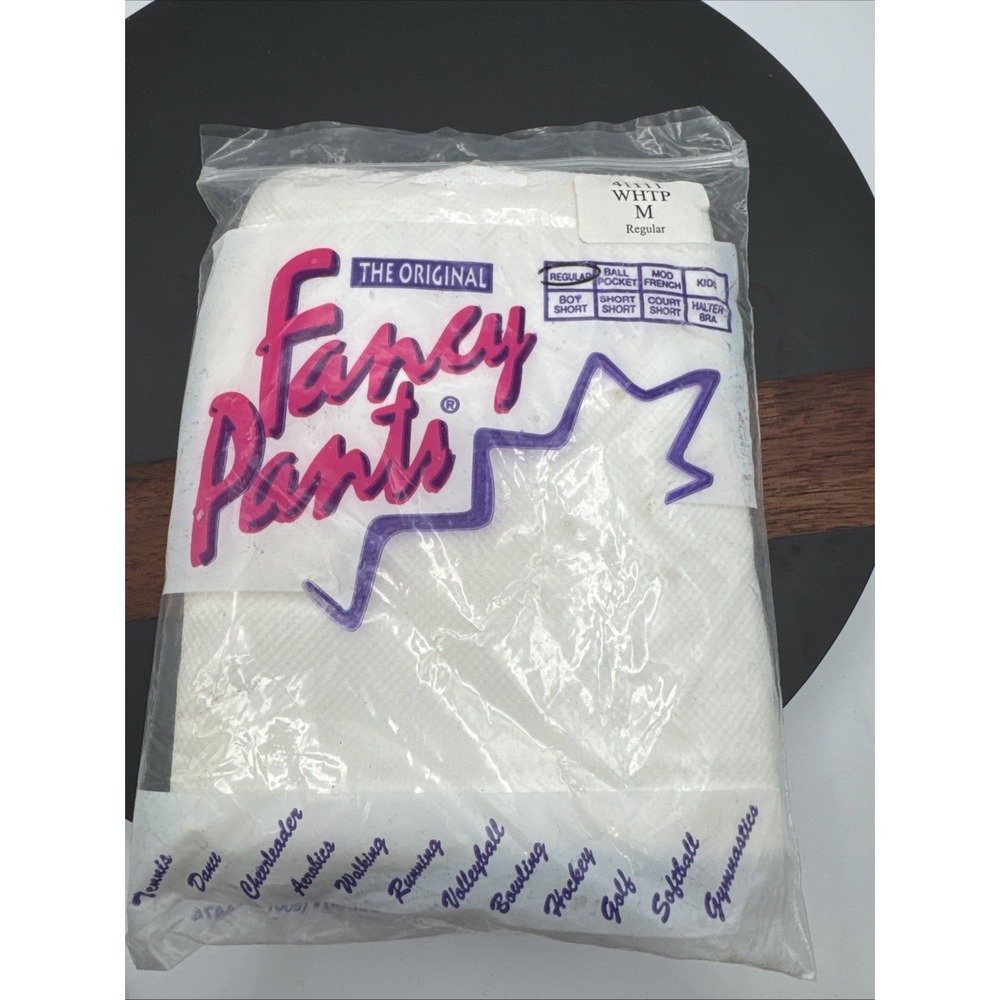 WHTP
M
Regular
THE ORIGINAL
Fancy
Pants®
REGULAR
BALL POCKET
MOD FRENCH
KIDS
BOY SHORT
SHORT SHORT
COURT SHORT
HALTER BRA
Tennis
Dance
Cheerleader
Aerobics
Walking
Running
Volleyball
Bowling
Hockey
Golf
Softball
Gymnastics